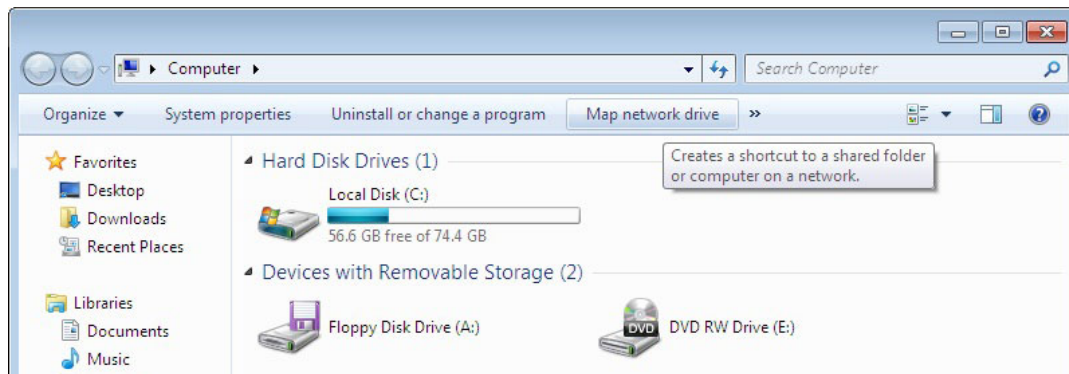 Computer
Search Computer
Organize
System properties
Uninstall or change a program
Map network drive
»
Creates a shortcut to a shared folder
or computer on a network.
Favorites
Desktop
Downloads
Recent Places
Libraries
Documents
Music
Hard Disk Drives (1)
Local Disk (C:)
56.6 GB free of 74.4 GB
Devices with Removable Storage (2)
Floppy Disk Drive (A:)
DVD
DVD RW Drive (E:)